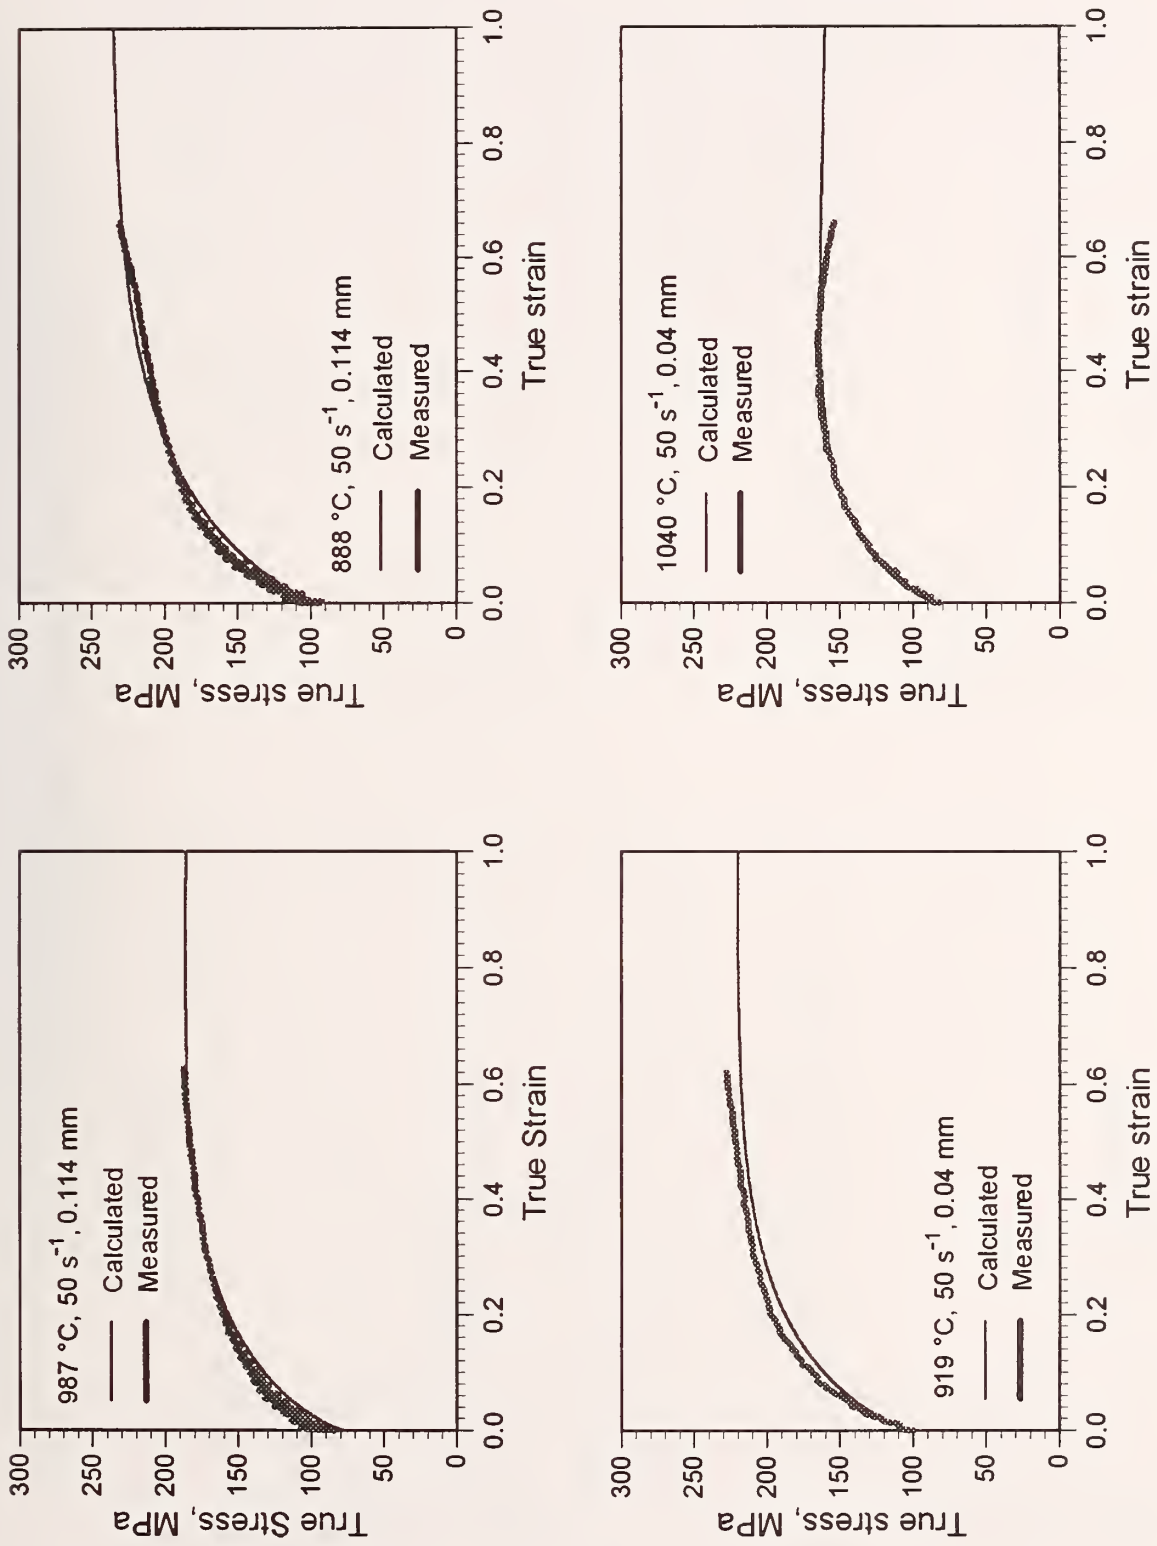 300
250
200
150
100
50
0
True Stress, MPa
987 °C, 50 s⁻¹, 0.114 mm
Calculated
Measured
0.0 0.2 0.4 0.6 0.8 1.0
True Strain
300
250
200
150
100
50
0
True stress, MPa
888 °C, 50 s⁻¹, 0.114 mm
Calculated
Measured
0.0 0.2 0.4 0.6 0.8 1.0
True strain
300
250
200
150
100
50
0
True stress, MPa
919 °C, 50 s⁻¹, 0.04 mm
Calculated
Measured
0.0 0.2 0.4 0.6 0.8 1.0
True strain
300
250
200
150
100
50
0
True stress, MPa
1040 °C, 50 s⁻¹, 0.04 mm
Calculated
Measured
0.0 0.2 0.4 0.6 0.8 1.0
True strain